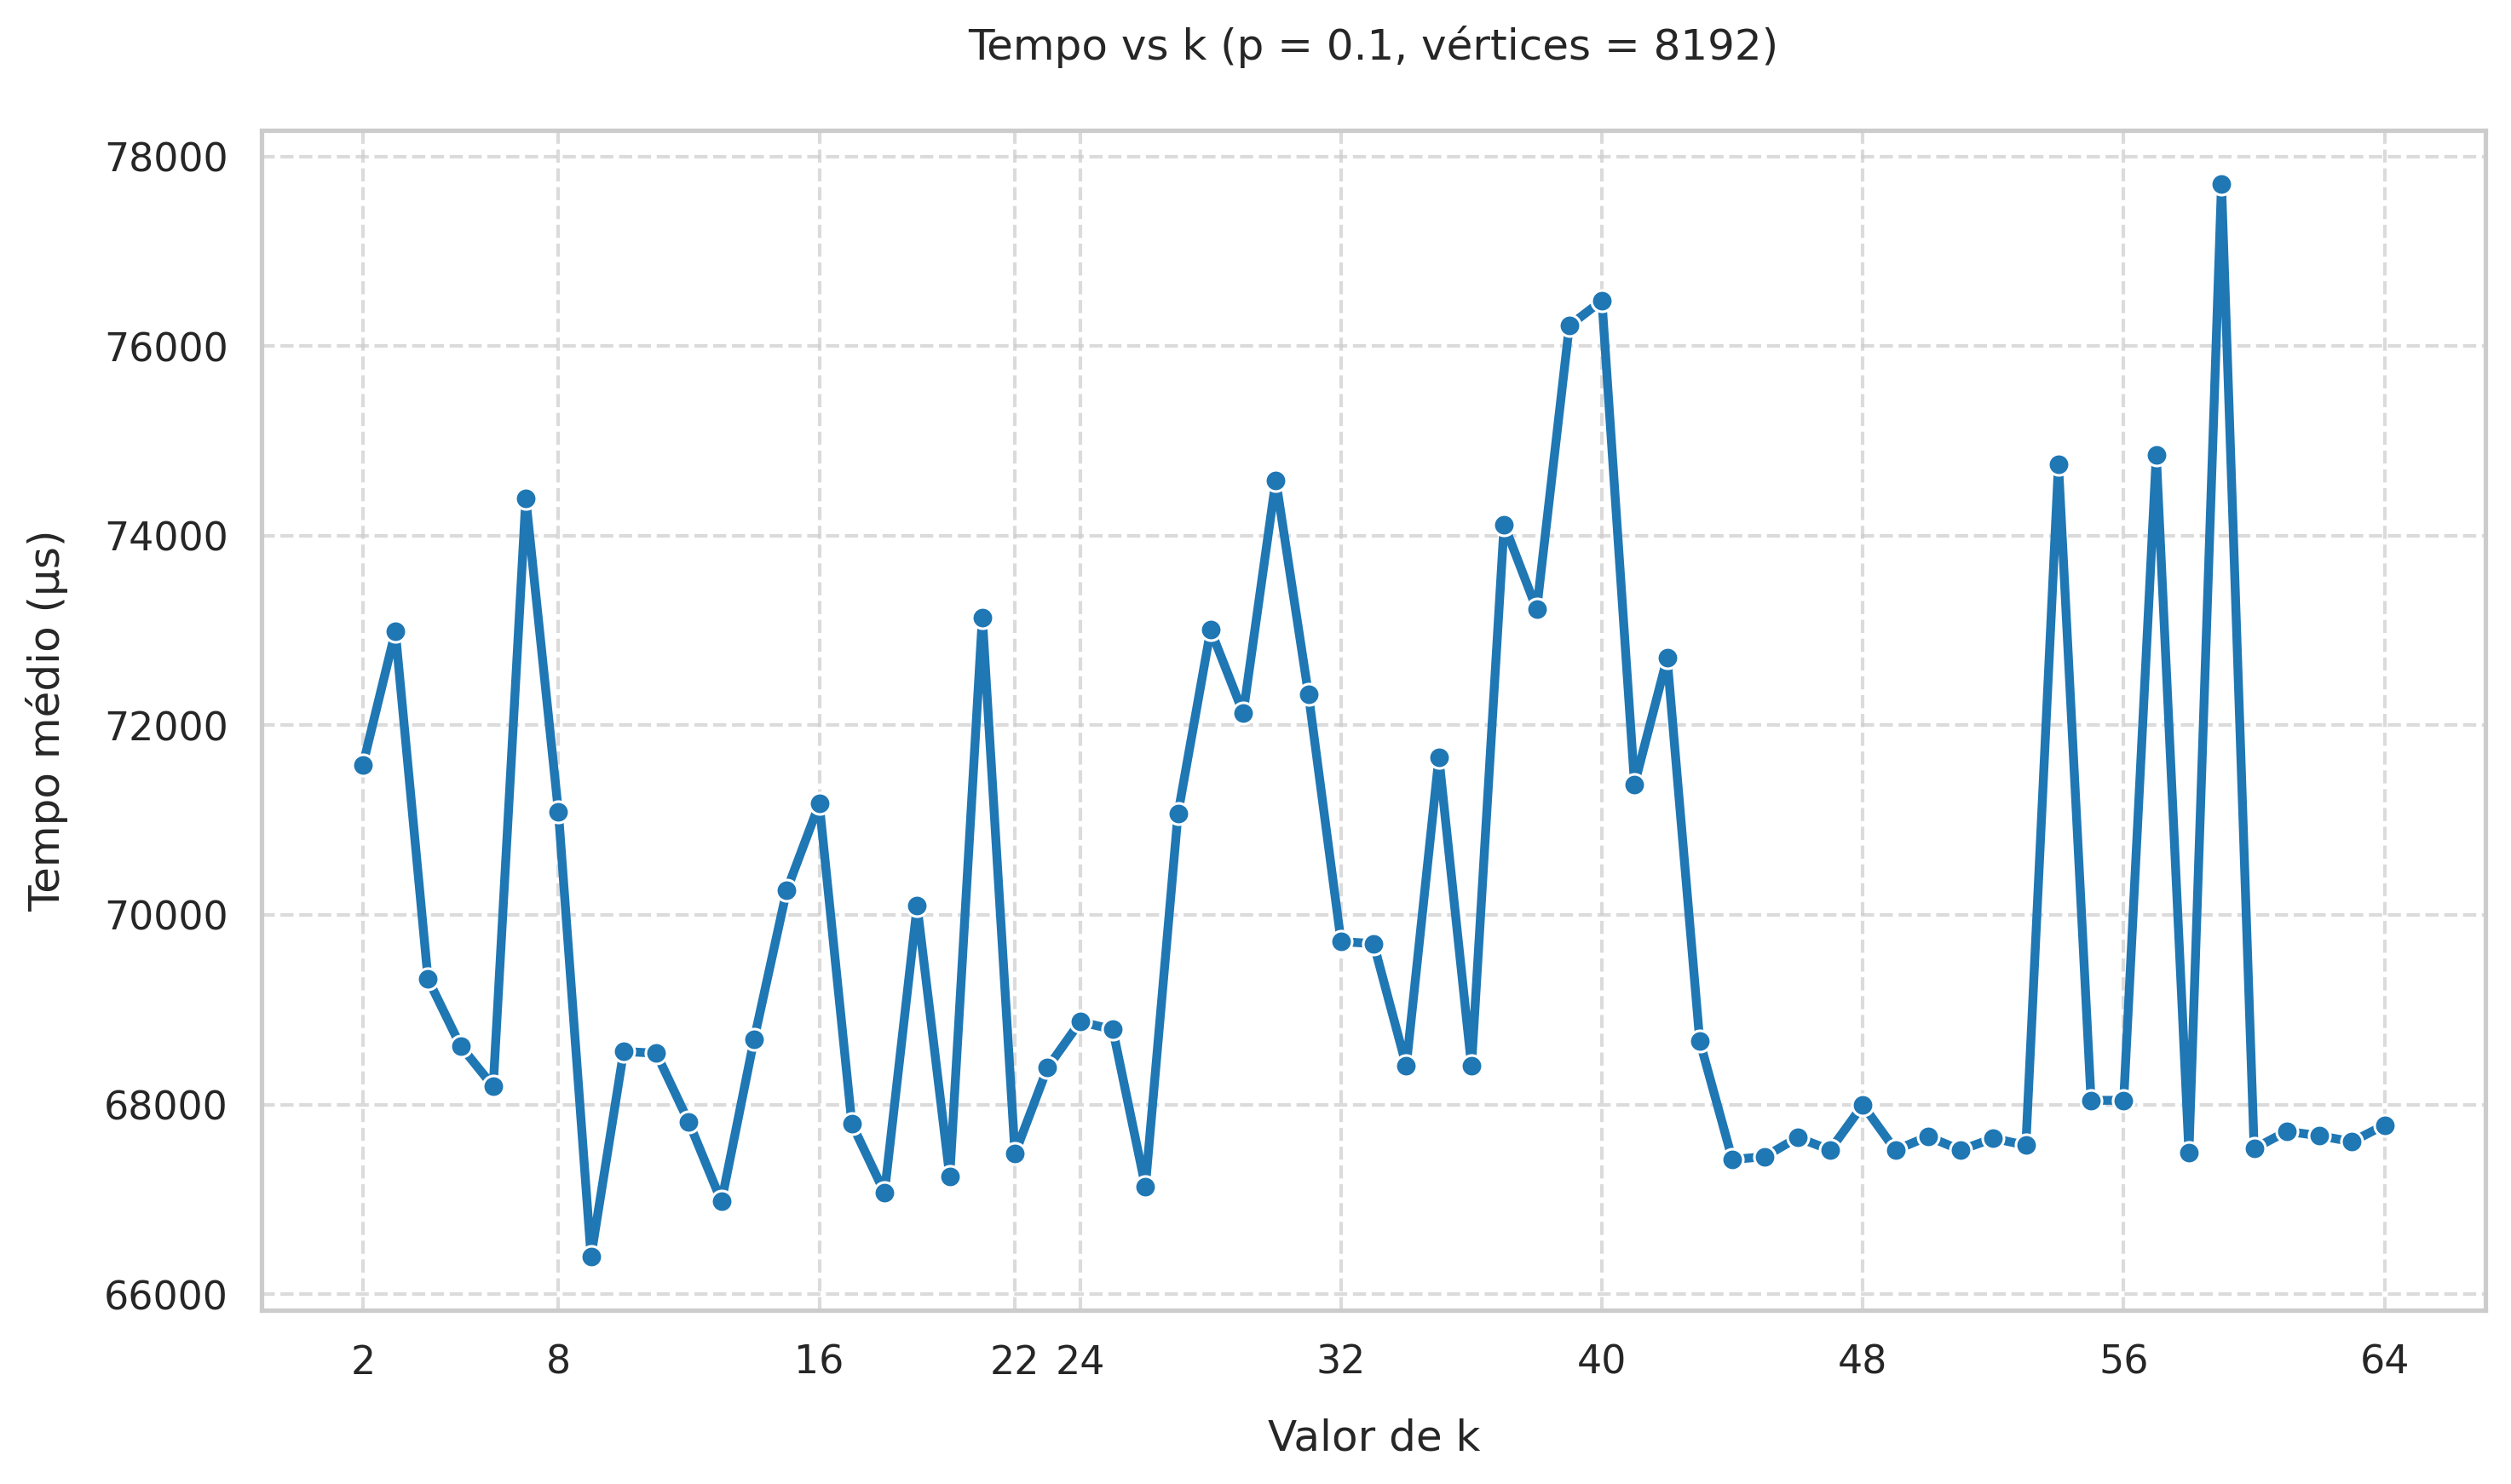 Tempo vs k (p = 0.1, vértices = 8192)
Tempo médio (µs)
78000
76000
74000
72000
70000
68000
66000
2 8 16 22 24 32 40 48 56 64
Valor de k